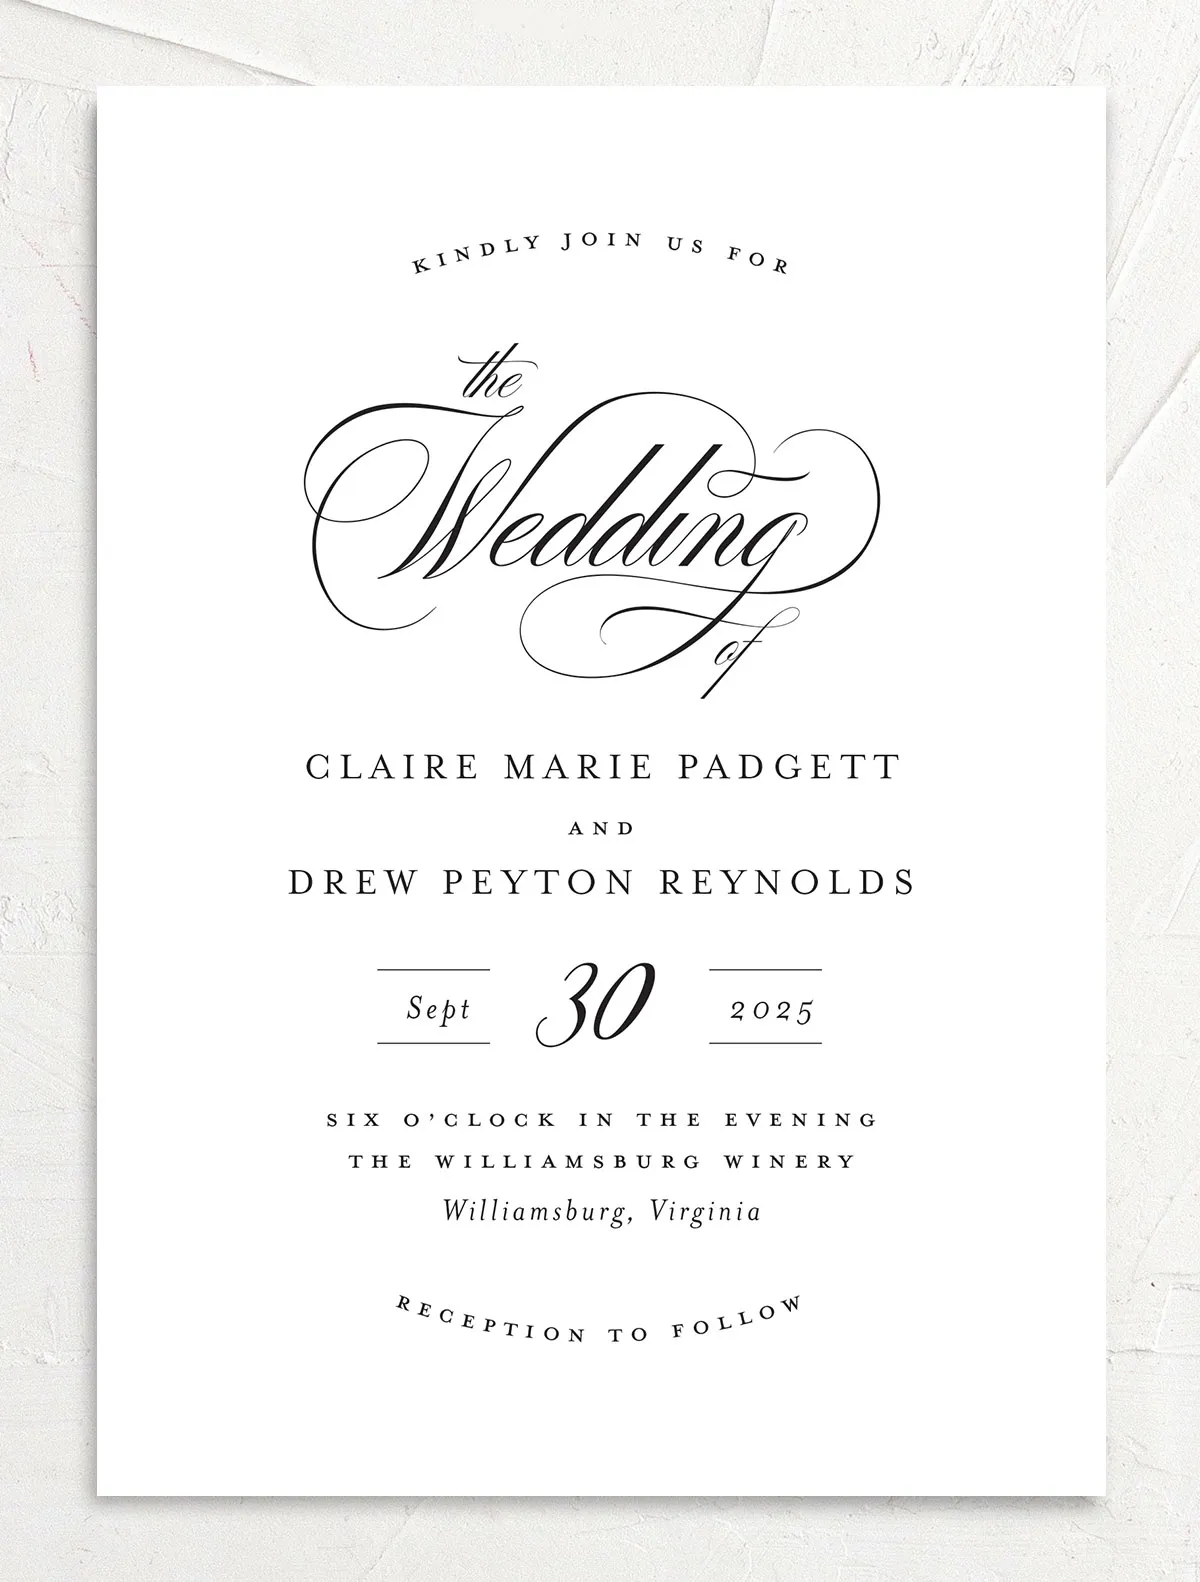 KINDLY JOIN US FOR
the
Wedding
of
CLAIRE MARIE PADGETT
AND
DREW PEYTON REYNOLDS
Sept 30 2025
SIX O’CLOCK IN THE EVENING
THE WILLIAMSBURG WINERY
Williamsburg, Virginia
RECEPTION TO FOLLOW